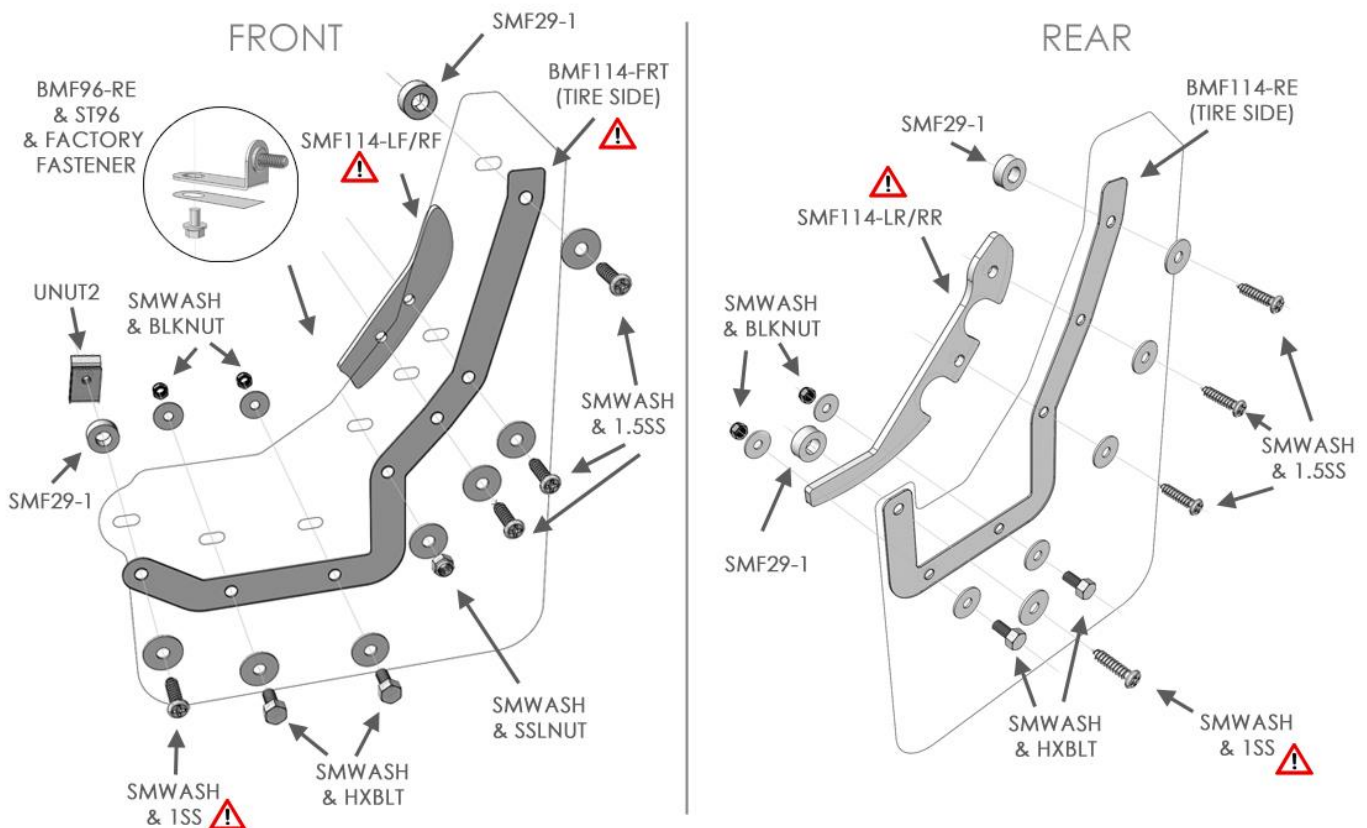 FRONT
SMF29-1
BMF114-FRT
(TIRE SIDE)
BMF96-RE
& ST96
& FACTORY
FASTENER
SMF114-LF/RF
UNUT2
SMWASH
& BLKNUT
SMF29-1
SMWASH
& 1.5SS
SMWASH
& SSLNUT
SMWASH
& HXBLT
SMWASH
& 1SS
REAR
BMF114-RE
(TIRE SIDE)
SMF29-1
SMF114-LR/RR
SMWASH
& BLKNUT
SMWASH
& 1.5SS
SMF29-1
SMWASH
& HXBLT
SMWASH
& 1SS